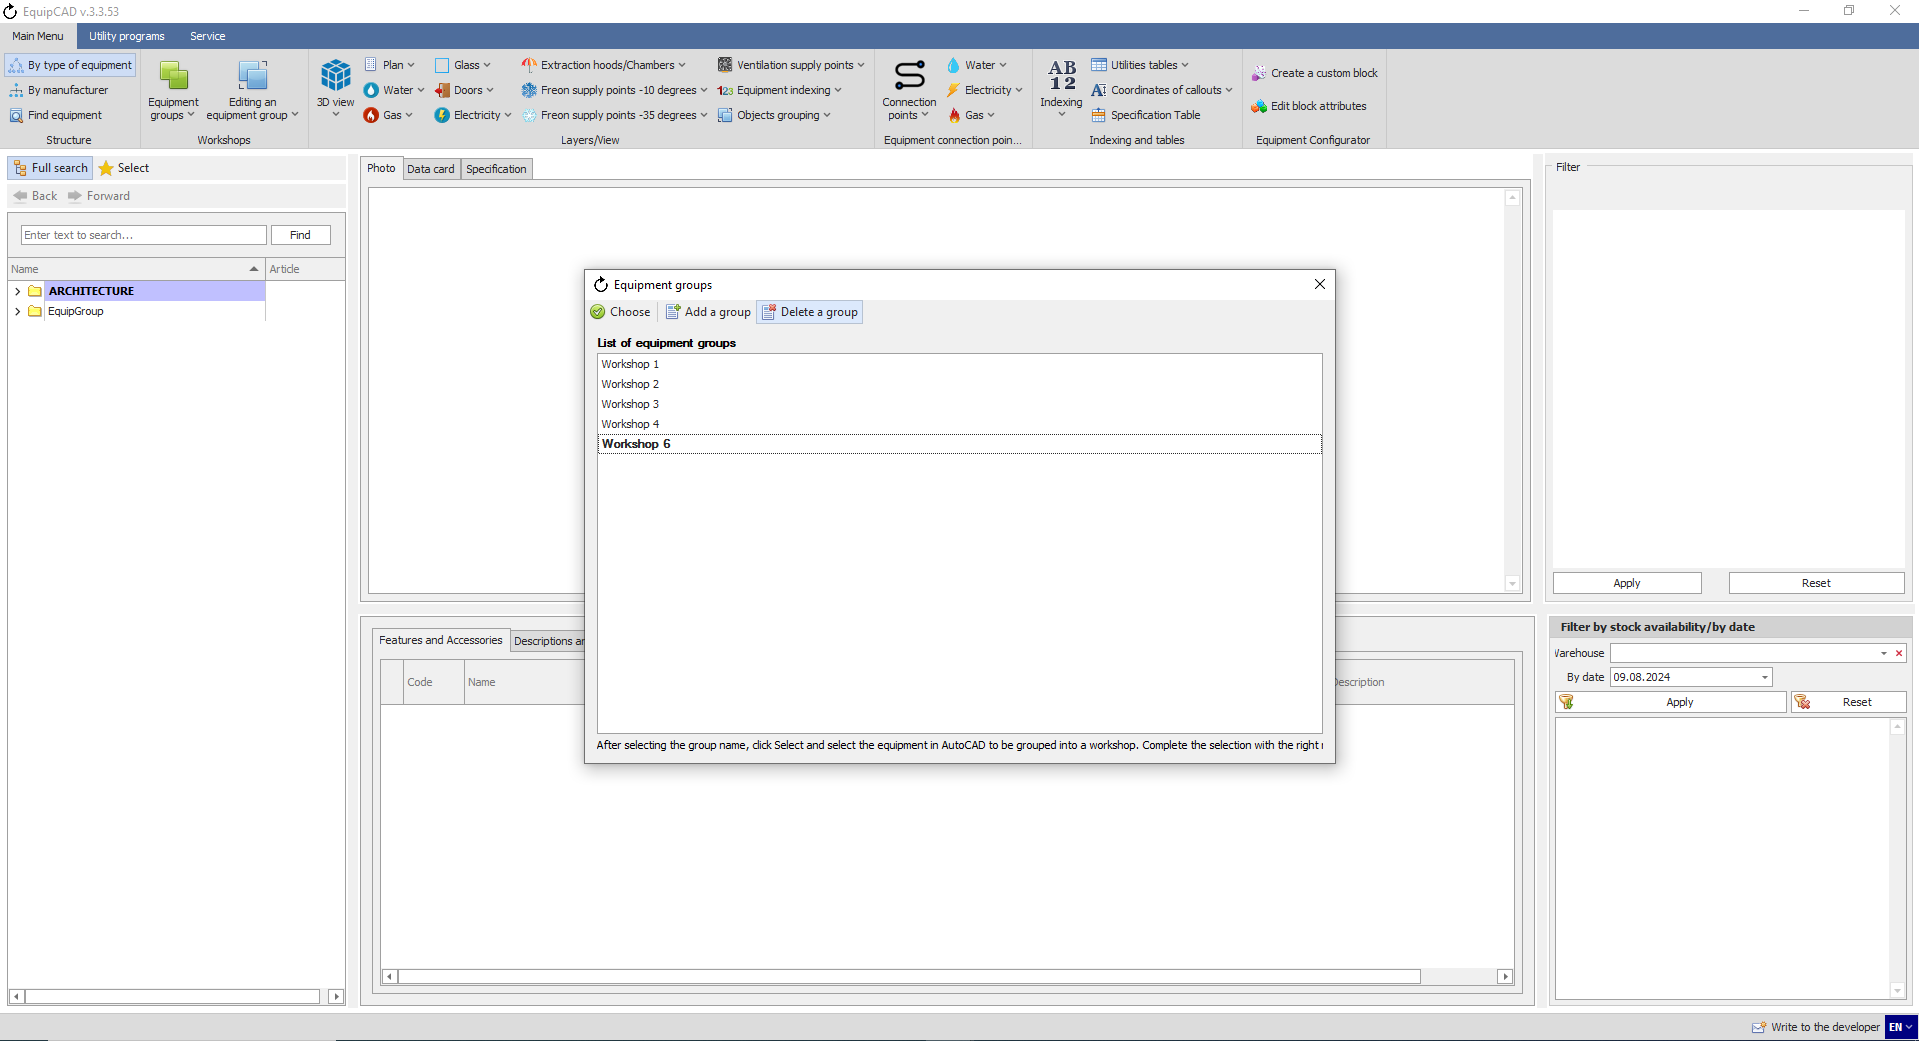 EquipCAD v.3.3.53
Main Menu Utility programs Service
By type of equipment
By manufacturer
Find equipment
Structure
Equipment groups
Editing an equipment group
Workshops
3D view
Plan
Water
Gas
Glass
Doors
Electricity
Extraction hoods/Chambers
Freon supply points -10 degrees
Freon supply points -35 degrees
Ventilation supply points
123 Equipment indexing
Objects grouping
Layers/View
Connection points
Water
Electricity
Gas
Equipment connection poin...
AB
12
Indexing
Utilities tables
Coordinates of callouts
Specification Table
Indexing and tables
Create a custom block
Edit block attributes
Equipment Configurator
Full search Select
Back Forward
Enter text to search... Find
Name Article
ARCHITECTURE
EquipGroup
Photo Data card Specification
Equipment groups
Choose Add a group Delete a group
List of equipment groups
Workshop 1
Workshop 2
Workshop 3
Workshop 4
Workshop 6
After selecting the group name, click Select and select the equipment in AutoCAD to be grouped into a workshop. Complete the selection with the right
Features and Accessories Descriptions
Code Name Description
Filter
Apply Reset
Filter by stock availability/by date
Warehouse
By date 09.08.2024
Apply Reset
Write to the developer EN